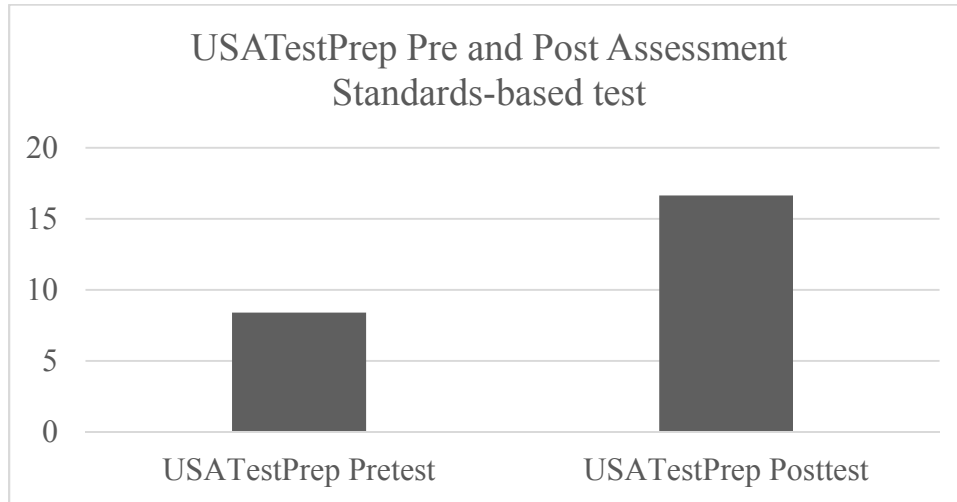 USATestPrep Pre and Post Assessment
Standards-based test
20
15
10
5
0
USATestPrep Pretest
USATestPrep Posttest